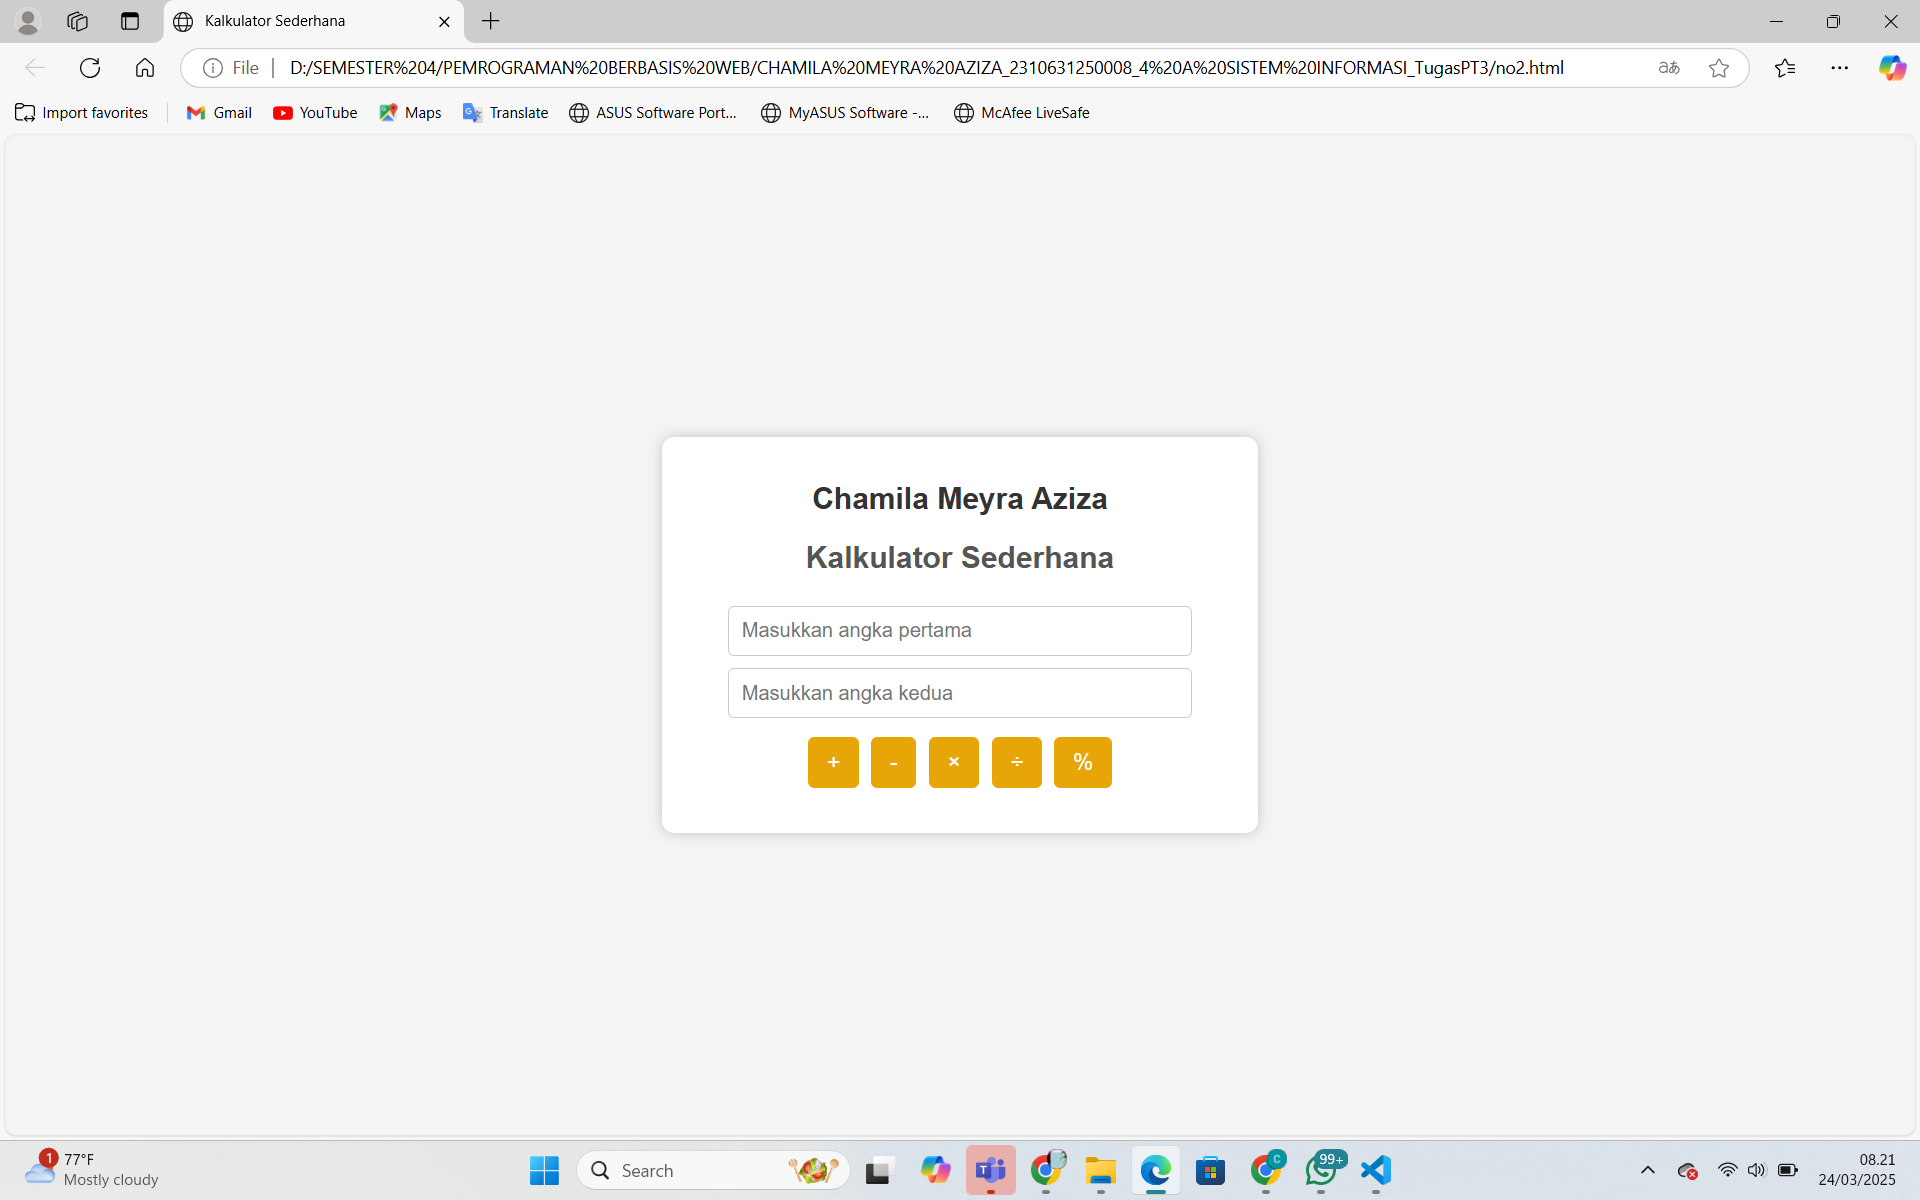 Kalkulator Sederhana
File
D:/SEMESTER%204/PEMROGRAMAN%20BERBASIS%20WEB/CHAMILA%20MEYRA%20AZIZA_2310631250008_4%20A%20SISTEM%20INFORMASI_TugasPT3/no2.html
aあ
Import favorites
Gmail
YouTube
Maps
Translate
ASUS Software Port...
MyASUS Software -...
McAfee LiveSafe
Chamila Meyra Aziza
Kalkulator Sederhana
Masukkan angka pertama
Masukkan angka kedua
+ - × ÷ %
1
77°F
Mostly cloudy
Search
C
99+
08.21
24/03/2025